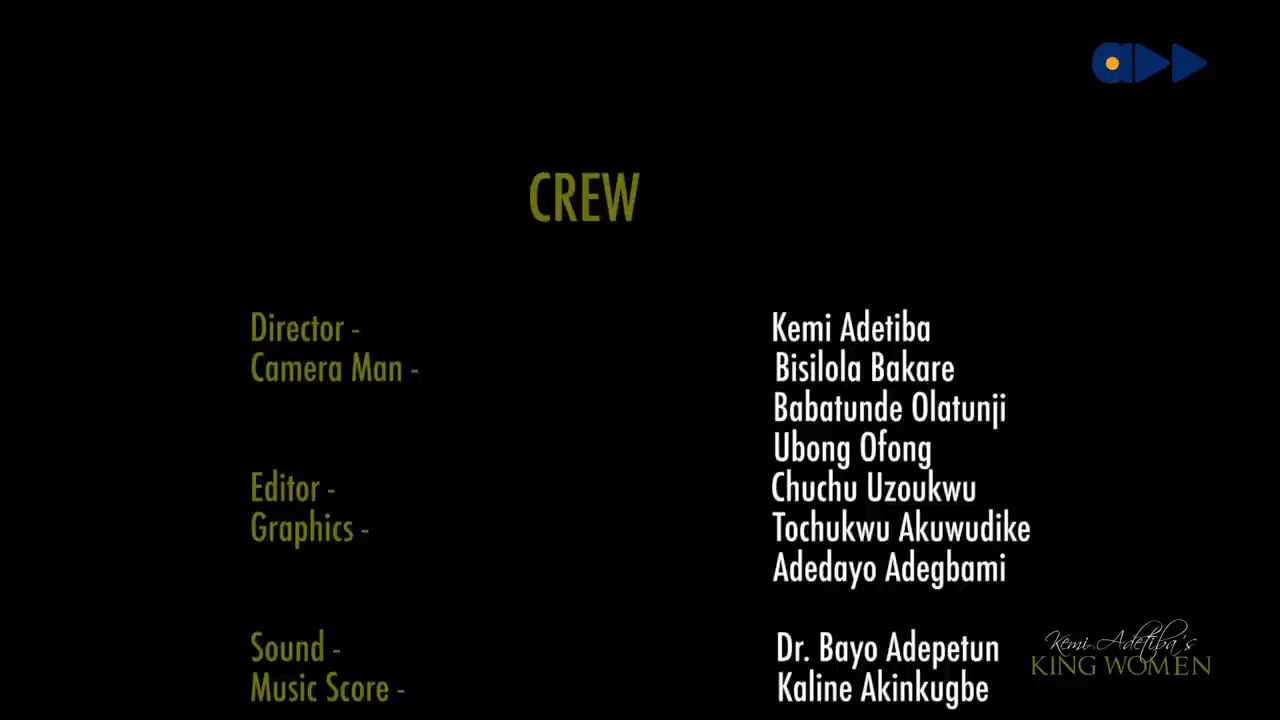 CREW
Director - Kemi Adetiba
Camera Man - Bisilola Bakare
Babatunde Olatunji
Ubong Ofong
Editor - Chuchu Uzoukwu
Graphics - Tochukwu Akuwudike
Adedayo Adegbami
Sound - Dr. Bayo Adepetun
Music Score - Kaline Akinkugbe
Kemi Adetiba's
KING WOMEN